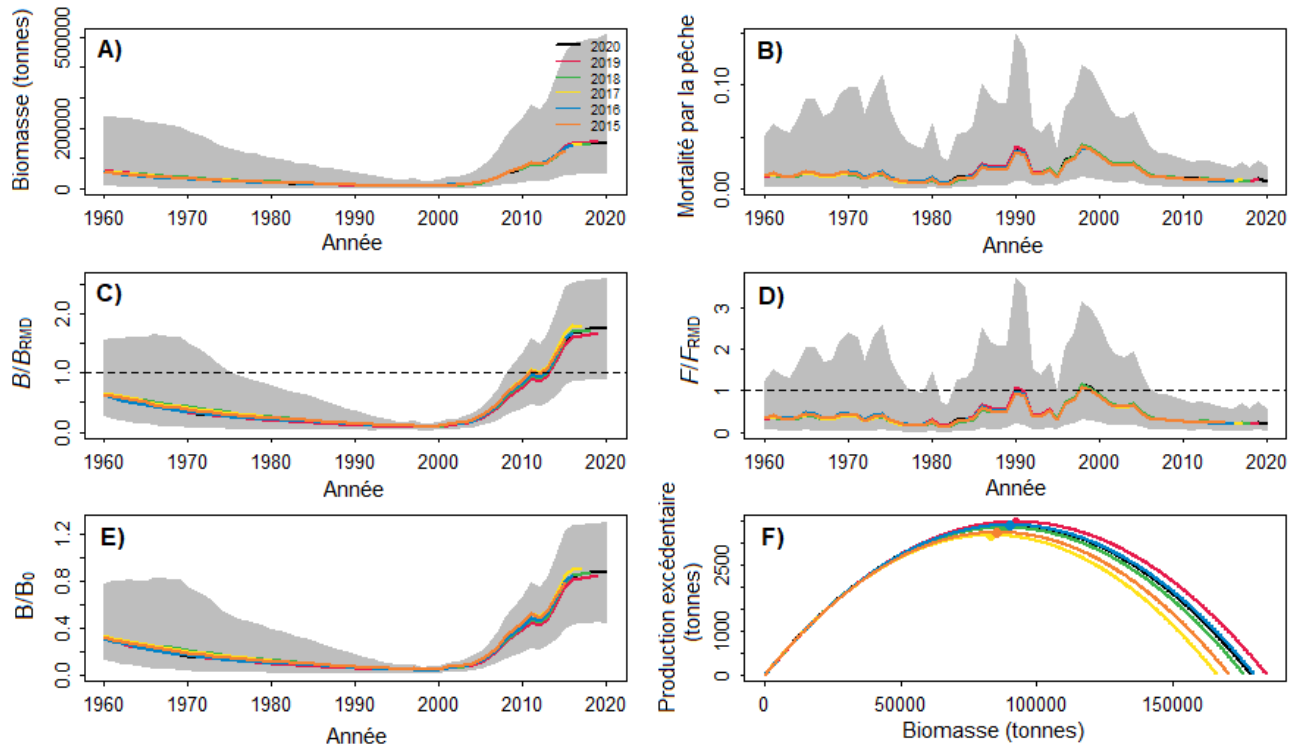 A)
Biomasse (tonnes)
500000
200000
0
2020
2019
2018
2017
2016
2015
1960 1970 1980 1990 2000 2010 2020
Année
B)
Mortalité par la pêche
0.10
0.00
1960 1970 1980 1990 2000 2010 2020
Année
C)
B/BRMD
2.0
1.0
0.0
1960 1970 1980 1990 2000 2010 2020
Année
D)
F/FRMD
3
2
1
0
1960 1970 1980 1990 2000 2010 2020
Année
E)
B/B0
1.2
0.8
0.4
0.0
1960 1970 1980 1990 2000 2010 2020
Année
F)
Production excédentaire
(tonnes)
2500
1000
0
0 50000 100000 150000
Biomasse (tonnes)